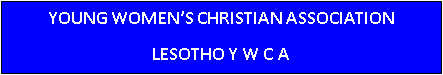 YOUNG WOMEN’S CHRISTIAN ASSOCIATION
LESOTHO Y W C A